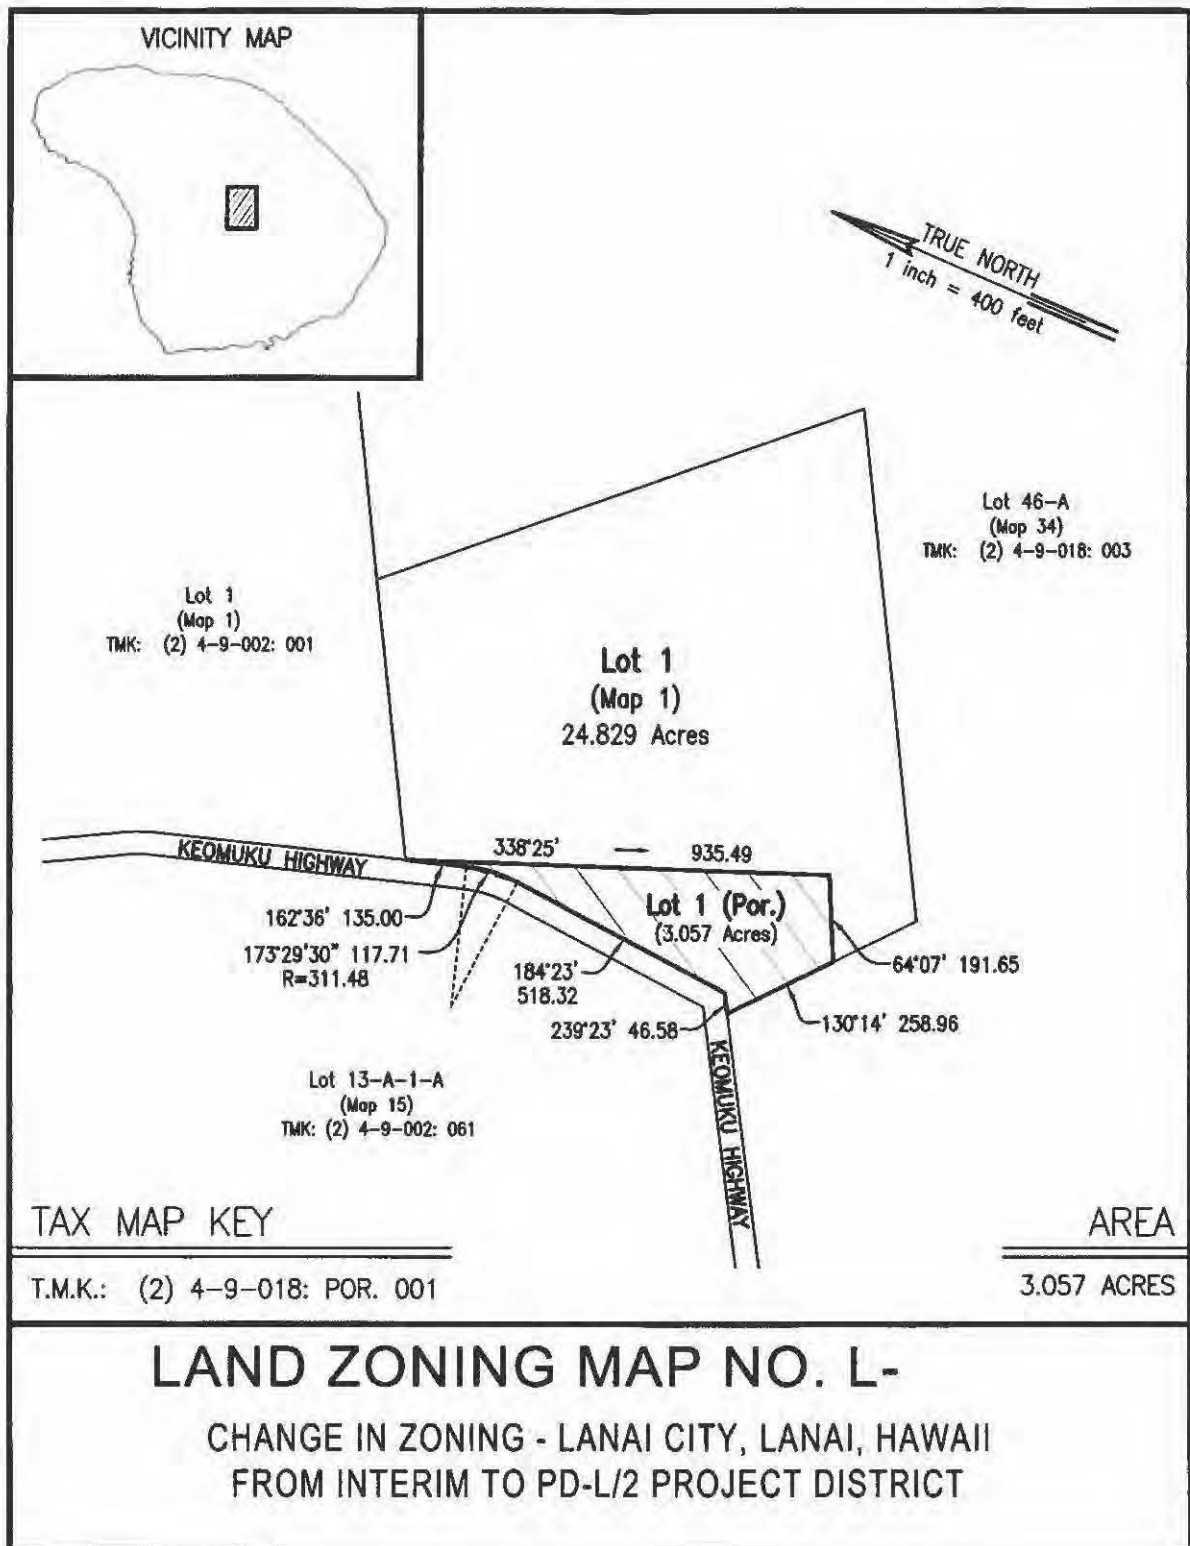 VICINITY MAP
TRUE NORTH
1 inch = 400 feet
Lot 46-A
(Map 34)
TMK: (2) 4-9-018: 003
Lot 1
(Map 1)
TMK: (2) 4-9-002: 001
Lot 1
(Map 1)
24.829 Acres
KEOMUKU HIGHWAY
338°25' 935.49
Lot 1 (Por.)
(3.057 Acres)
162°36' 135.00
173°29'30" 117.71
R=311.48
184°23'
518.32
64°07' 191.65
239°23' 46.58
130°14' 258.96
KEOMUKU HIGHWAY
Lot 13-A-1-A
(Map 15)
TMK: (2) 4-9-002: 061
TAX MAP KEY
AREA
T.M.K.: (2) 4-9-018: POR. 001
3.057 ACRES
LAND ZONING MAP NO. L-
CHANGE IN ZONING - LANAI CITY, LANAI, HAWAII
FROM INTERIM TO PD-L/2 PROJECT DISTRICT